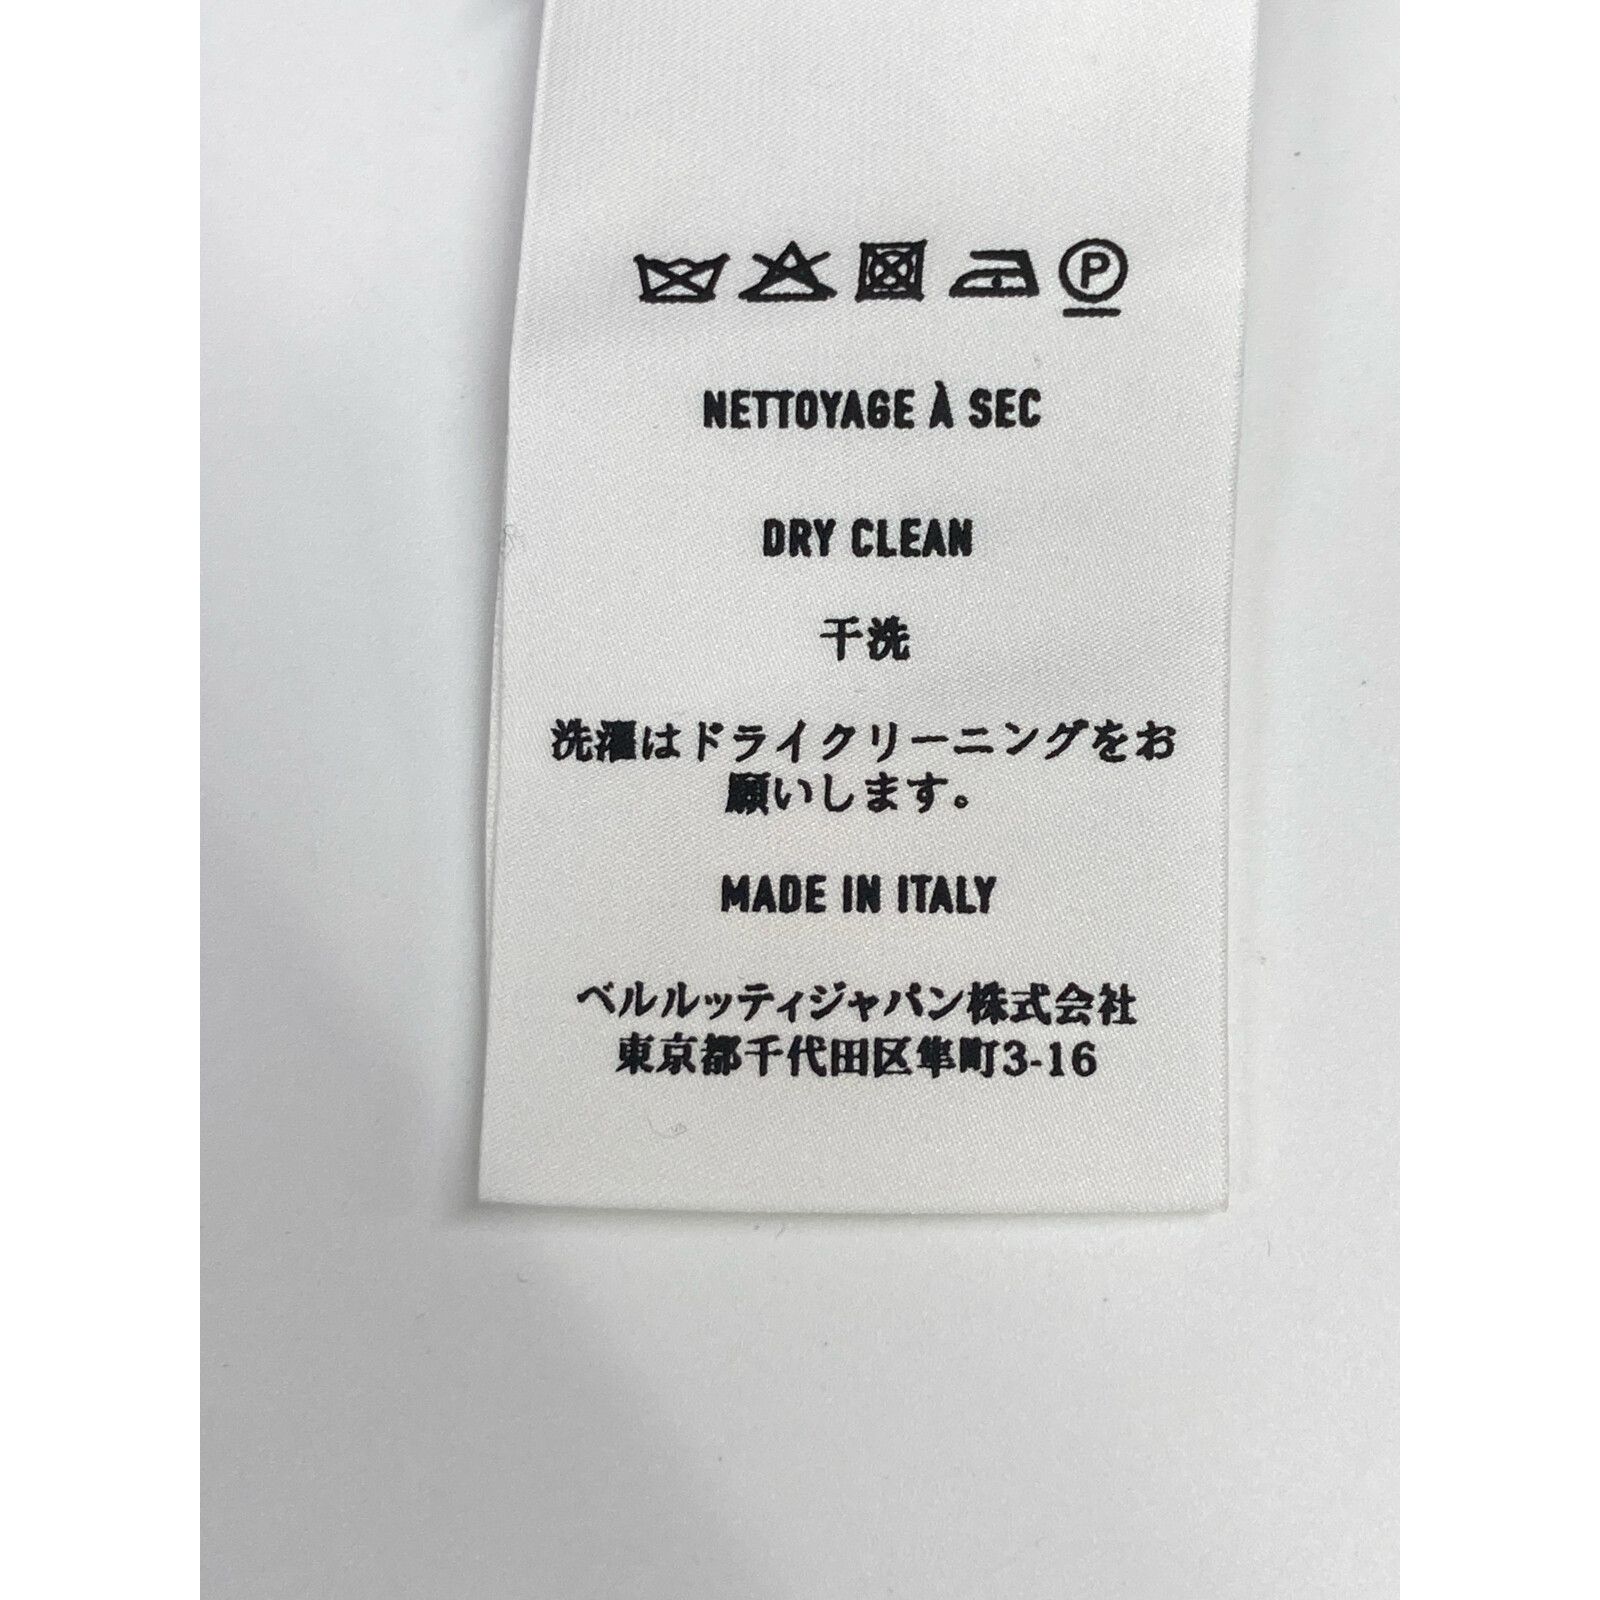 P
NETTOYAGE À SEC
DRY CLEAN
干洗
洗濯はドライクリーニングをお
願いします。
MADE IN ITALY
ベルルッティジャパン株式会社
東京都千代田区隼町3-16